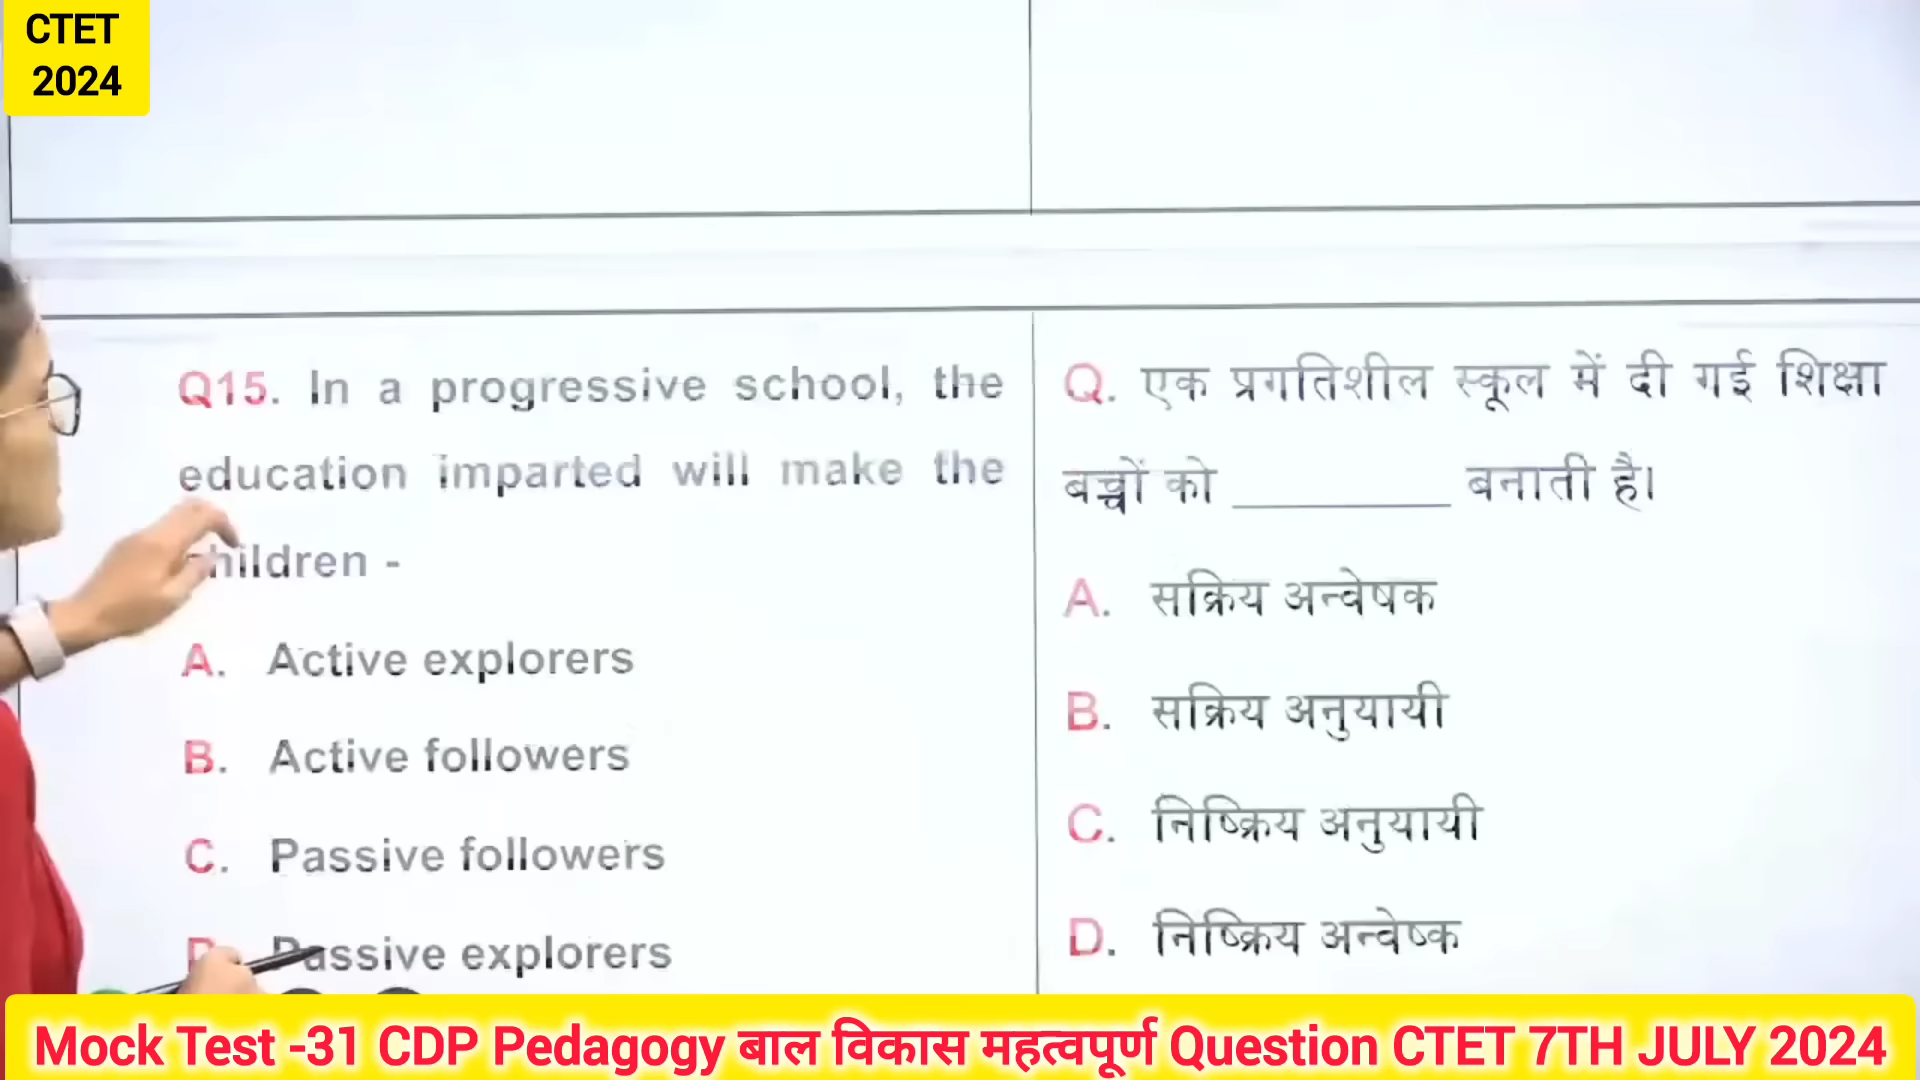 CTET
2024
Q15. In a progressive school, the
education imparted will make the
children -
A. Active explorers
B. Active followers
C. Passive followers
D. Passive explorers
Q. एक प्रगतिशील स्कूल में दी गई शिक्षा
बच्चों को ________ बनाती है।
A. सक्रिय अन्वेषक
B. सक्रिय अनुयायी
C. निष्क्रिय अनुयायी
D. निष्क्रिय अन्वेष्क
Mock Test -31 CDP Pedagogy बाल विकास महत्वपूर्ण Question CTET 7TH JULY 2024